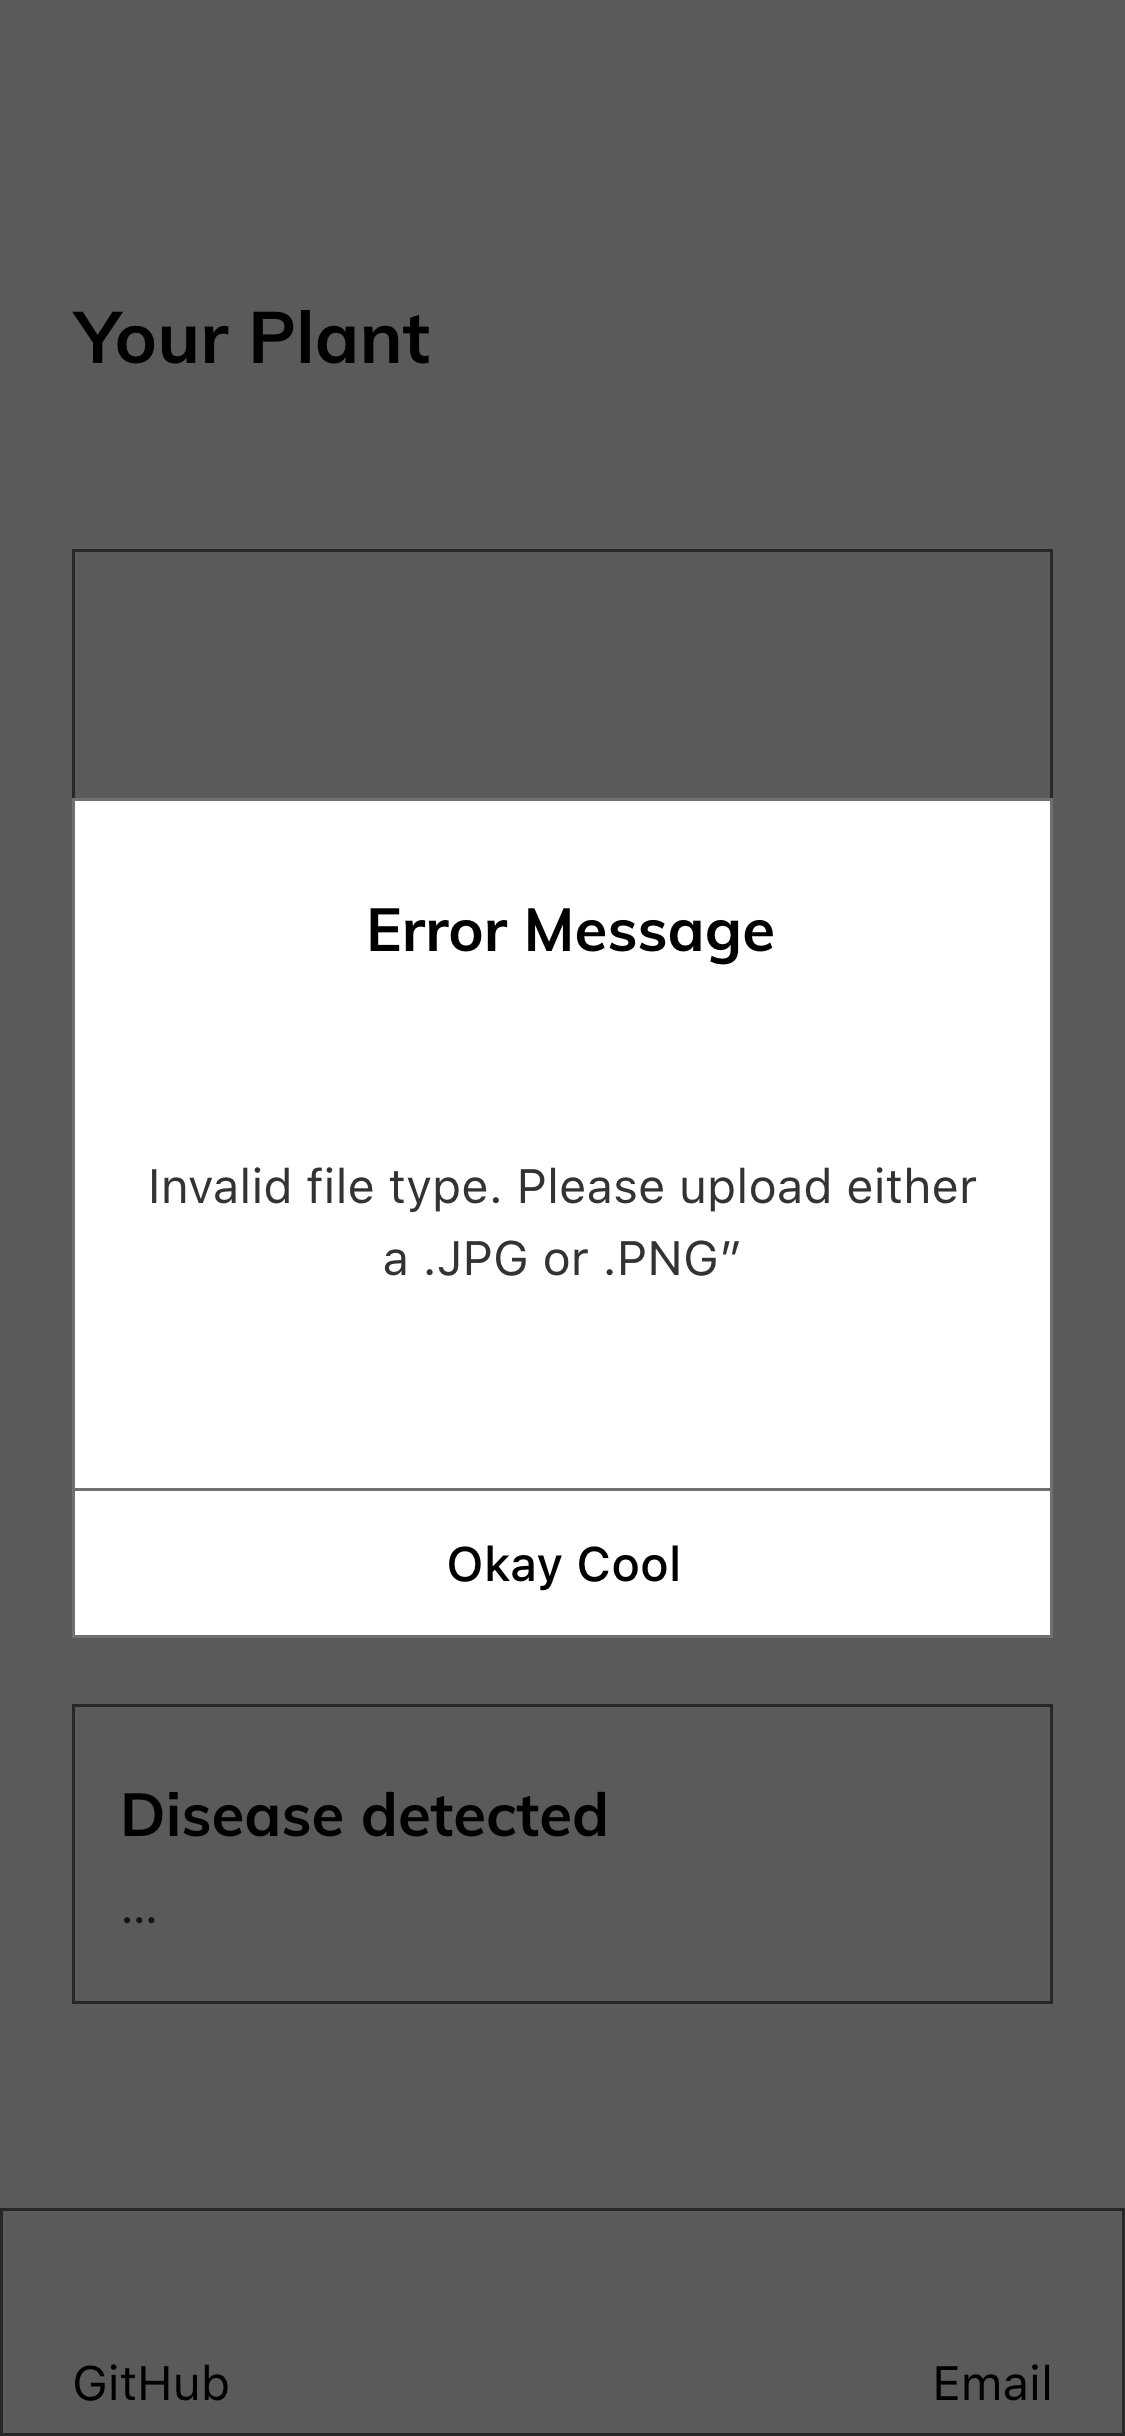 Your Plant
Error Message
Invalid file type. Please upload either
a .JPG or .PNG”
Okay Cool
Disease detected
...
GitHub
Email